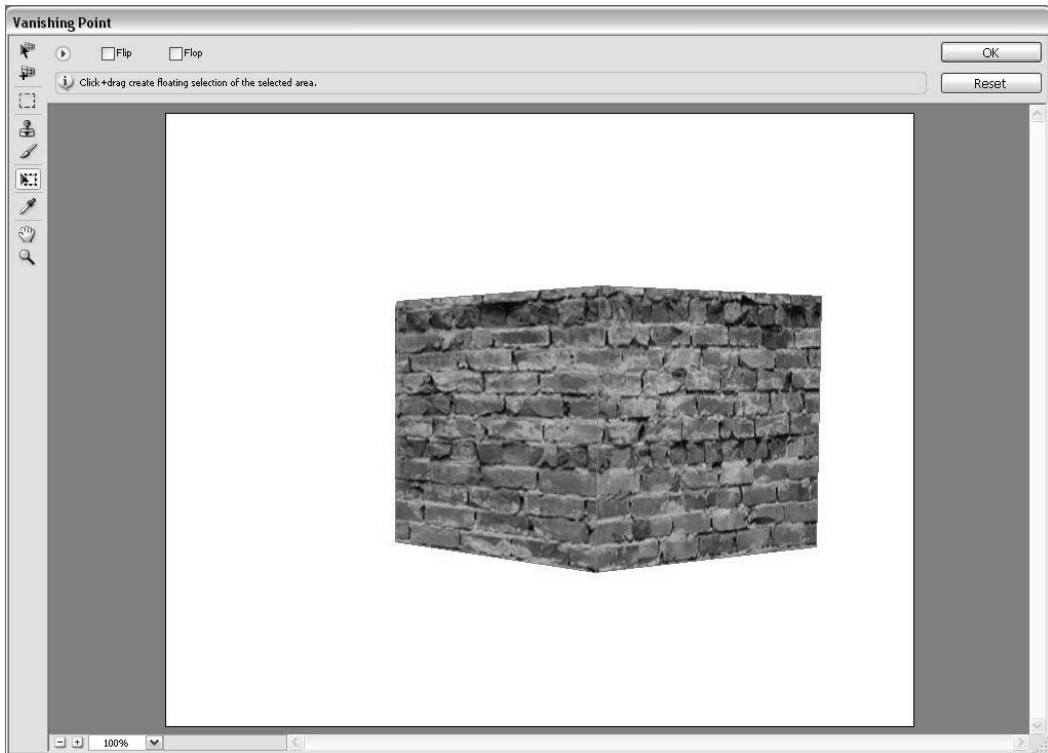 Vanishing Point
Flip Flop OK
Click+drag create floating selection of the selected area. Reset
100%